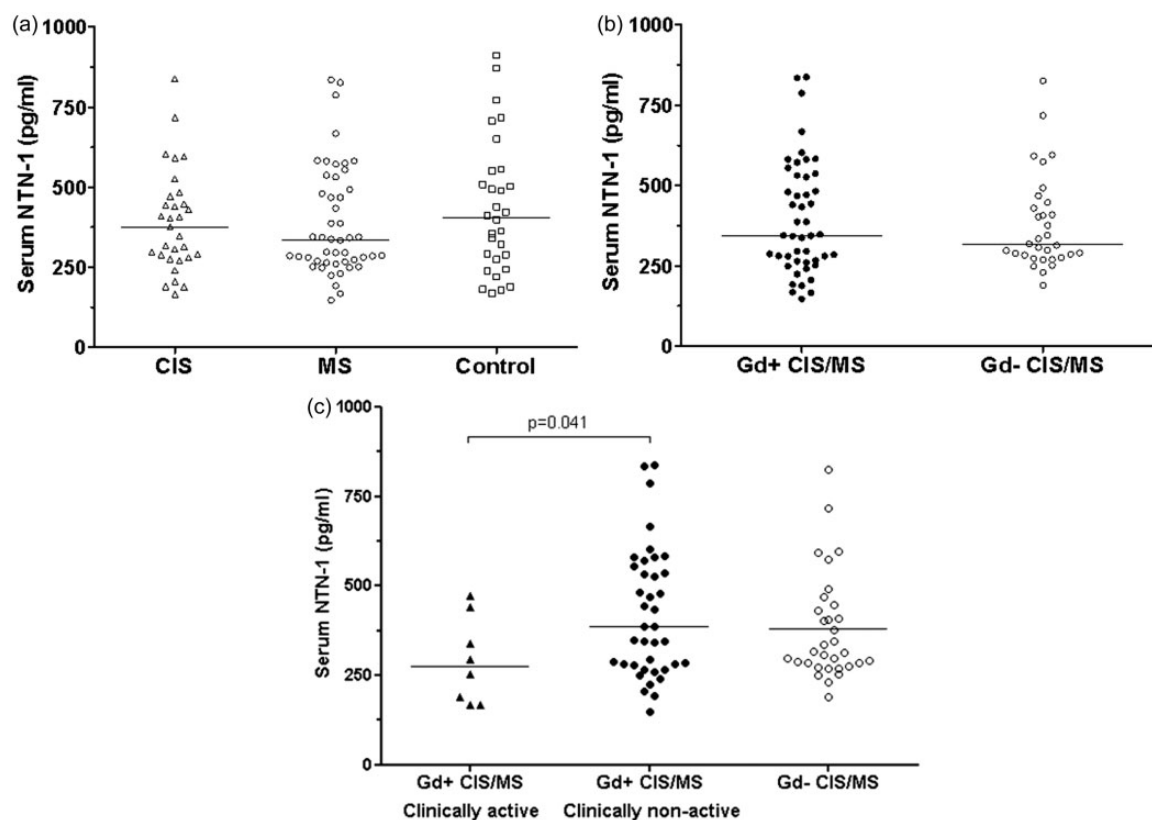 (a)
1000
750
500
250
0
Serum NTN-1 (pg/ml)
CIS MS Control
(b)
1000
750
500
250
0
Serum NTN-1 (pg/ml)
Gd+ CIS/MS Gd- CIS/MS
(c)
1000
750
500
250
0
Serum NTN-1 (pg/ml)
p=0.041
Gd+ CIS/MS Gd+ CIS/MS Gd- CIS/MS
Clinically active Clinically non-active